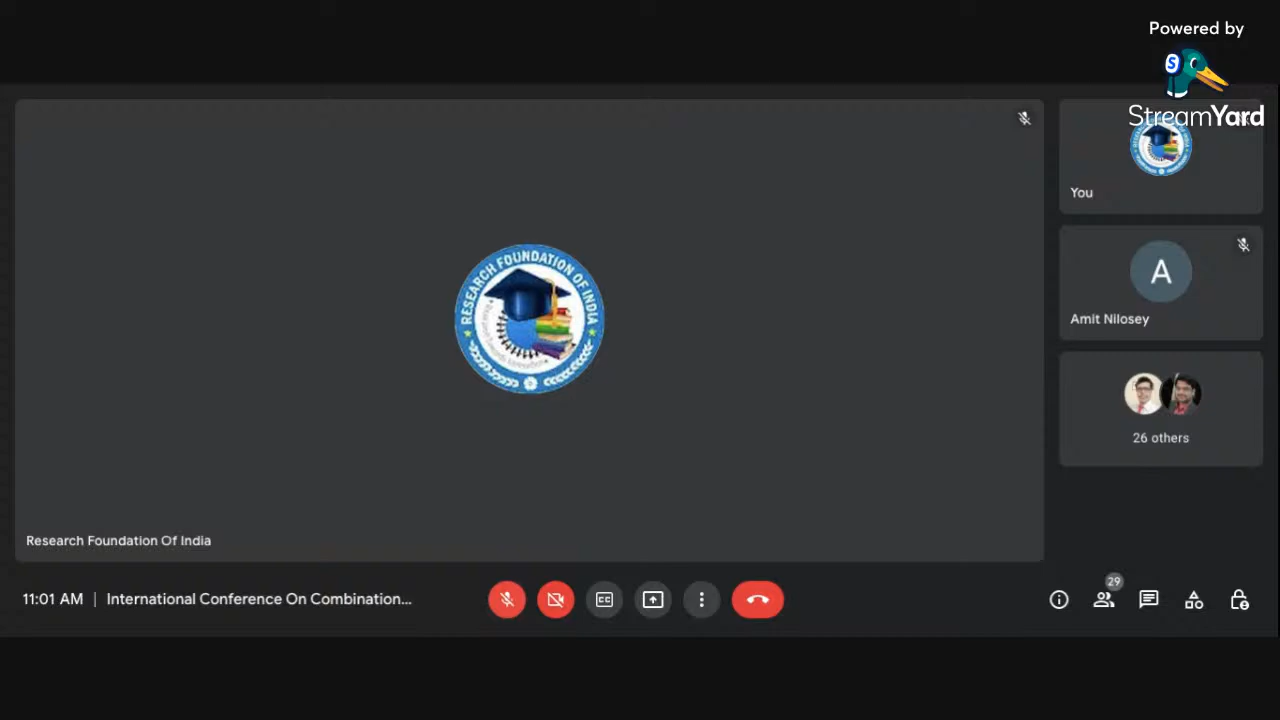 Powered by
StreamYard
S
RESEARCH FOUNDATION OF INDIA
You
A
Amit Nilosey
26 others
Research Foundation Of India
11:01 AM | International Conference On Combination...
CC
29